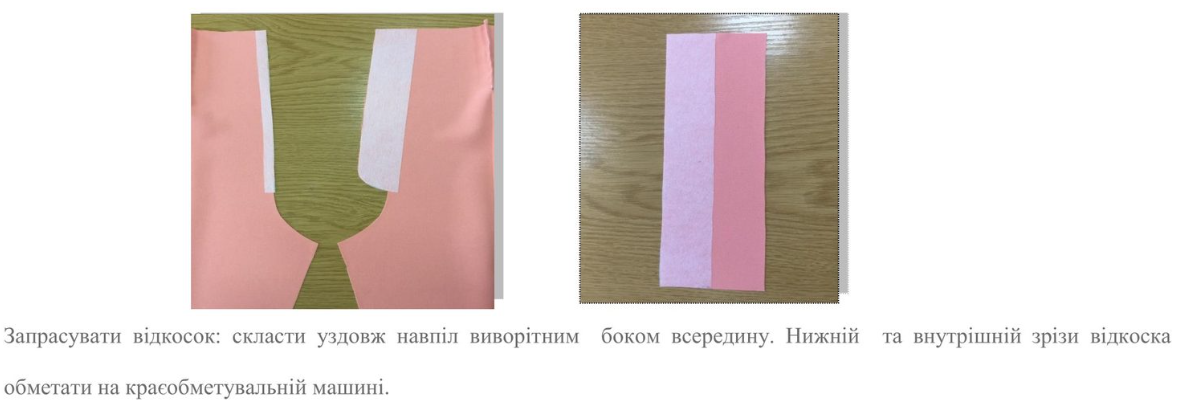 Запрасувати відкосок: скласти уздовж навпіл виворітним боком всередину. Нижній та внутрішній зрізи відкоска
обметати на краєобметувальній машині.